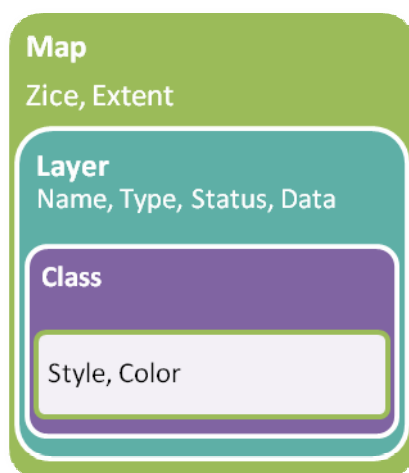 Map
Zice, Extent
Layer
Name, Type, Status, Data
Class
Style, Color